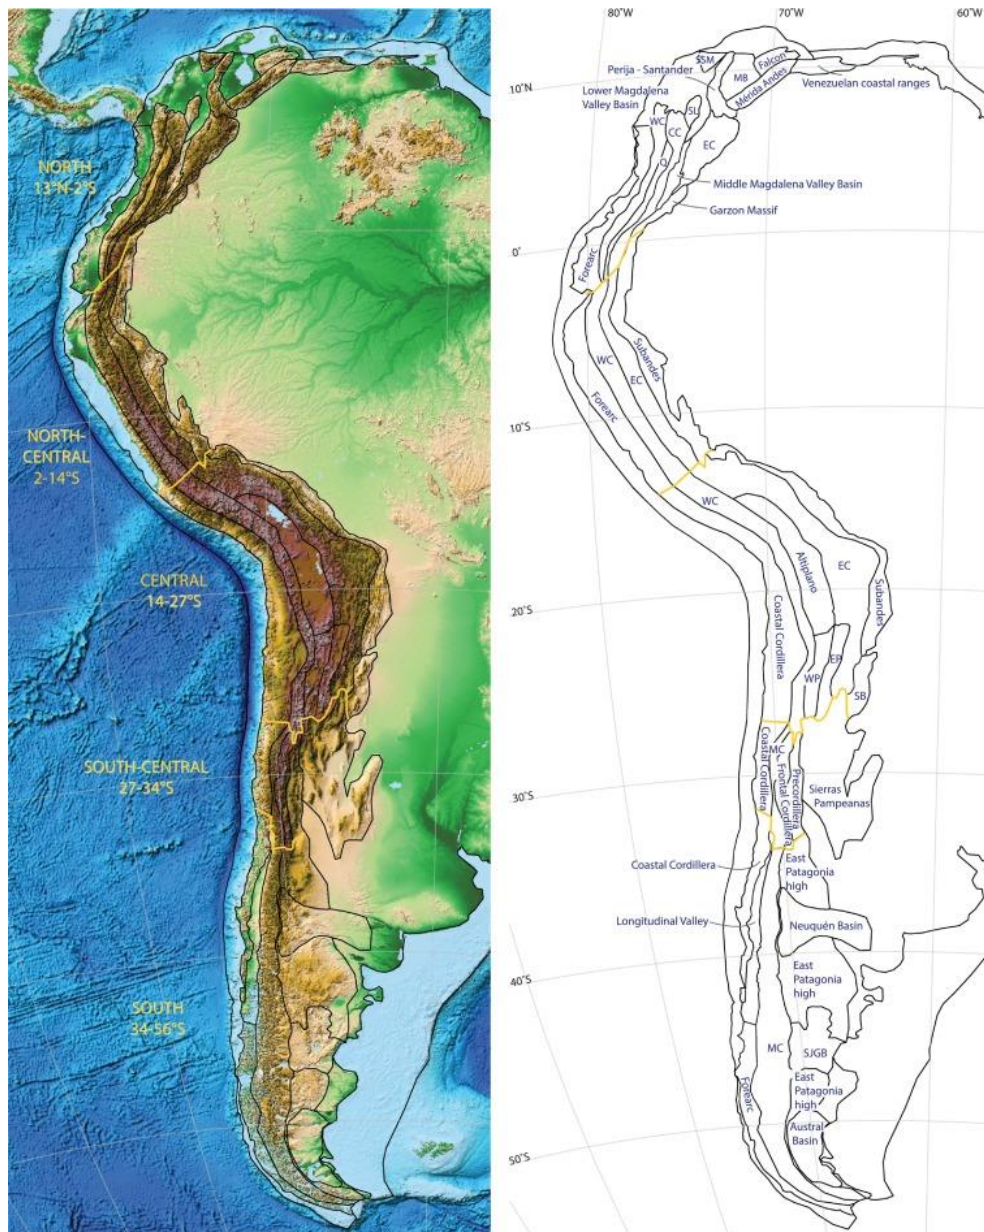 NORTH
13°N-2°S
NORTH-
CENTRAL
2-14°S
CENTRAL
14-27°S
SOUTH-CENTRAL
27-34°S
SOUTH
34-56°S
80°W
70°W
60°W
10°N
0°
10°S
20°S
30°S
40°S
50°S
SSM
Perija - Santander
MB
Falcon
Mérida Andes
Venezuelan coastal ranges
Lower Magdalena
Valley Basin
WC
CC
SL
EC
Q
Middle Magdalena Valley Basin
Garzon Massif
Forearc
WC
EC
Subandes
Forearc
WC
Altiplano
EC
Subandes
Coastal Cordillera
WP
EP
SB
Coastal Cordillera
MC
Frontal Cordillera
Precordillera
Sierras
Pampeanas
Coastal Cordillera
East
Patagonia
high
Longitudinal Valley
Neuquén Basin
East
Patagonia
high
MC
SJGB
Forearc
East
Patagonia
high
Austral
Basin